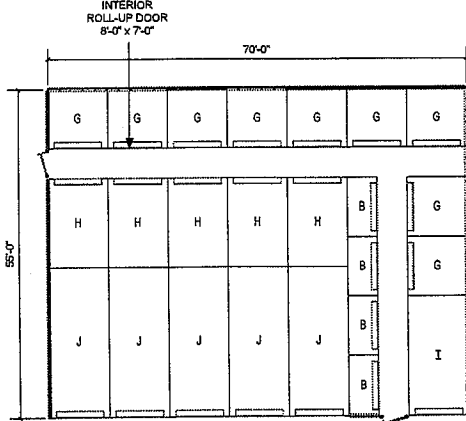 INTERIOR
ROLL-UP DOOR
8'-0" x 7'-0"
70'-0"
55'-0"
G G G G G G G
H H H H H B G
B G
J J J J J B I
B